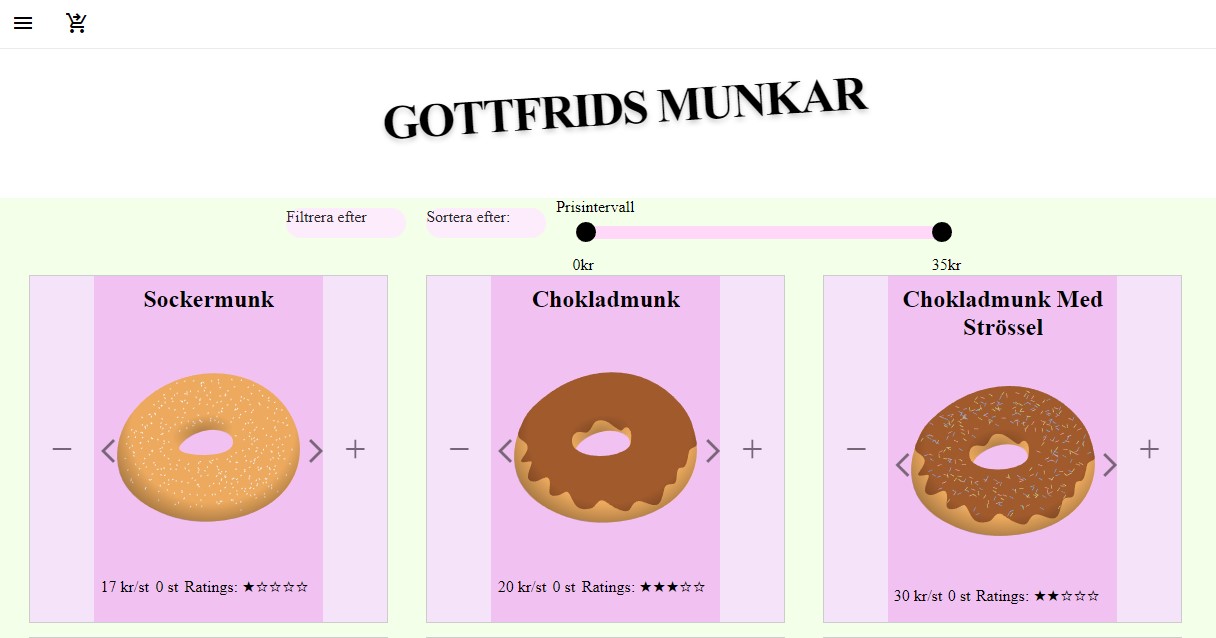 GOTTFRIDS MUNKAR
Filtrera efter
Sortera efter:
Prisintervall
0kr
35kr
Sockermunk
17 kr/st 0 st Ratings: ★☆☆☆☆
Chokladmunk
20 kr/st 0 st Ratings: ★★★☆☆
Chokladmunk Med
Strössel
30 kr/st 0 st Ratings: ★★☆☆☆